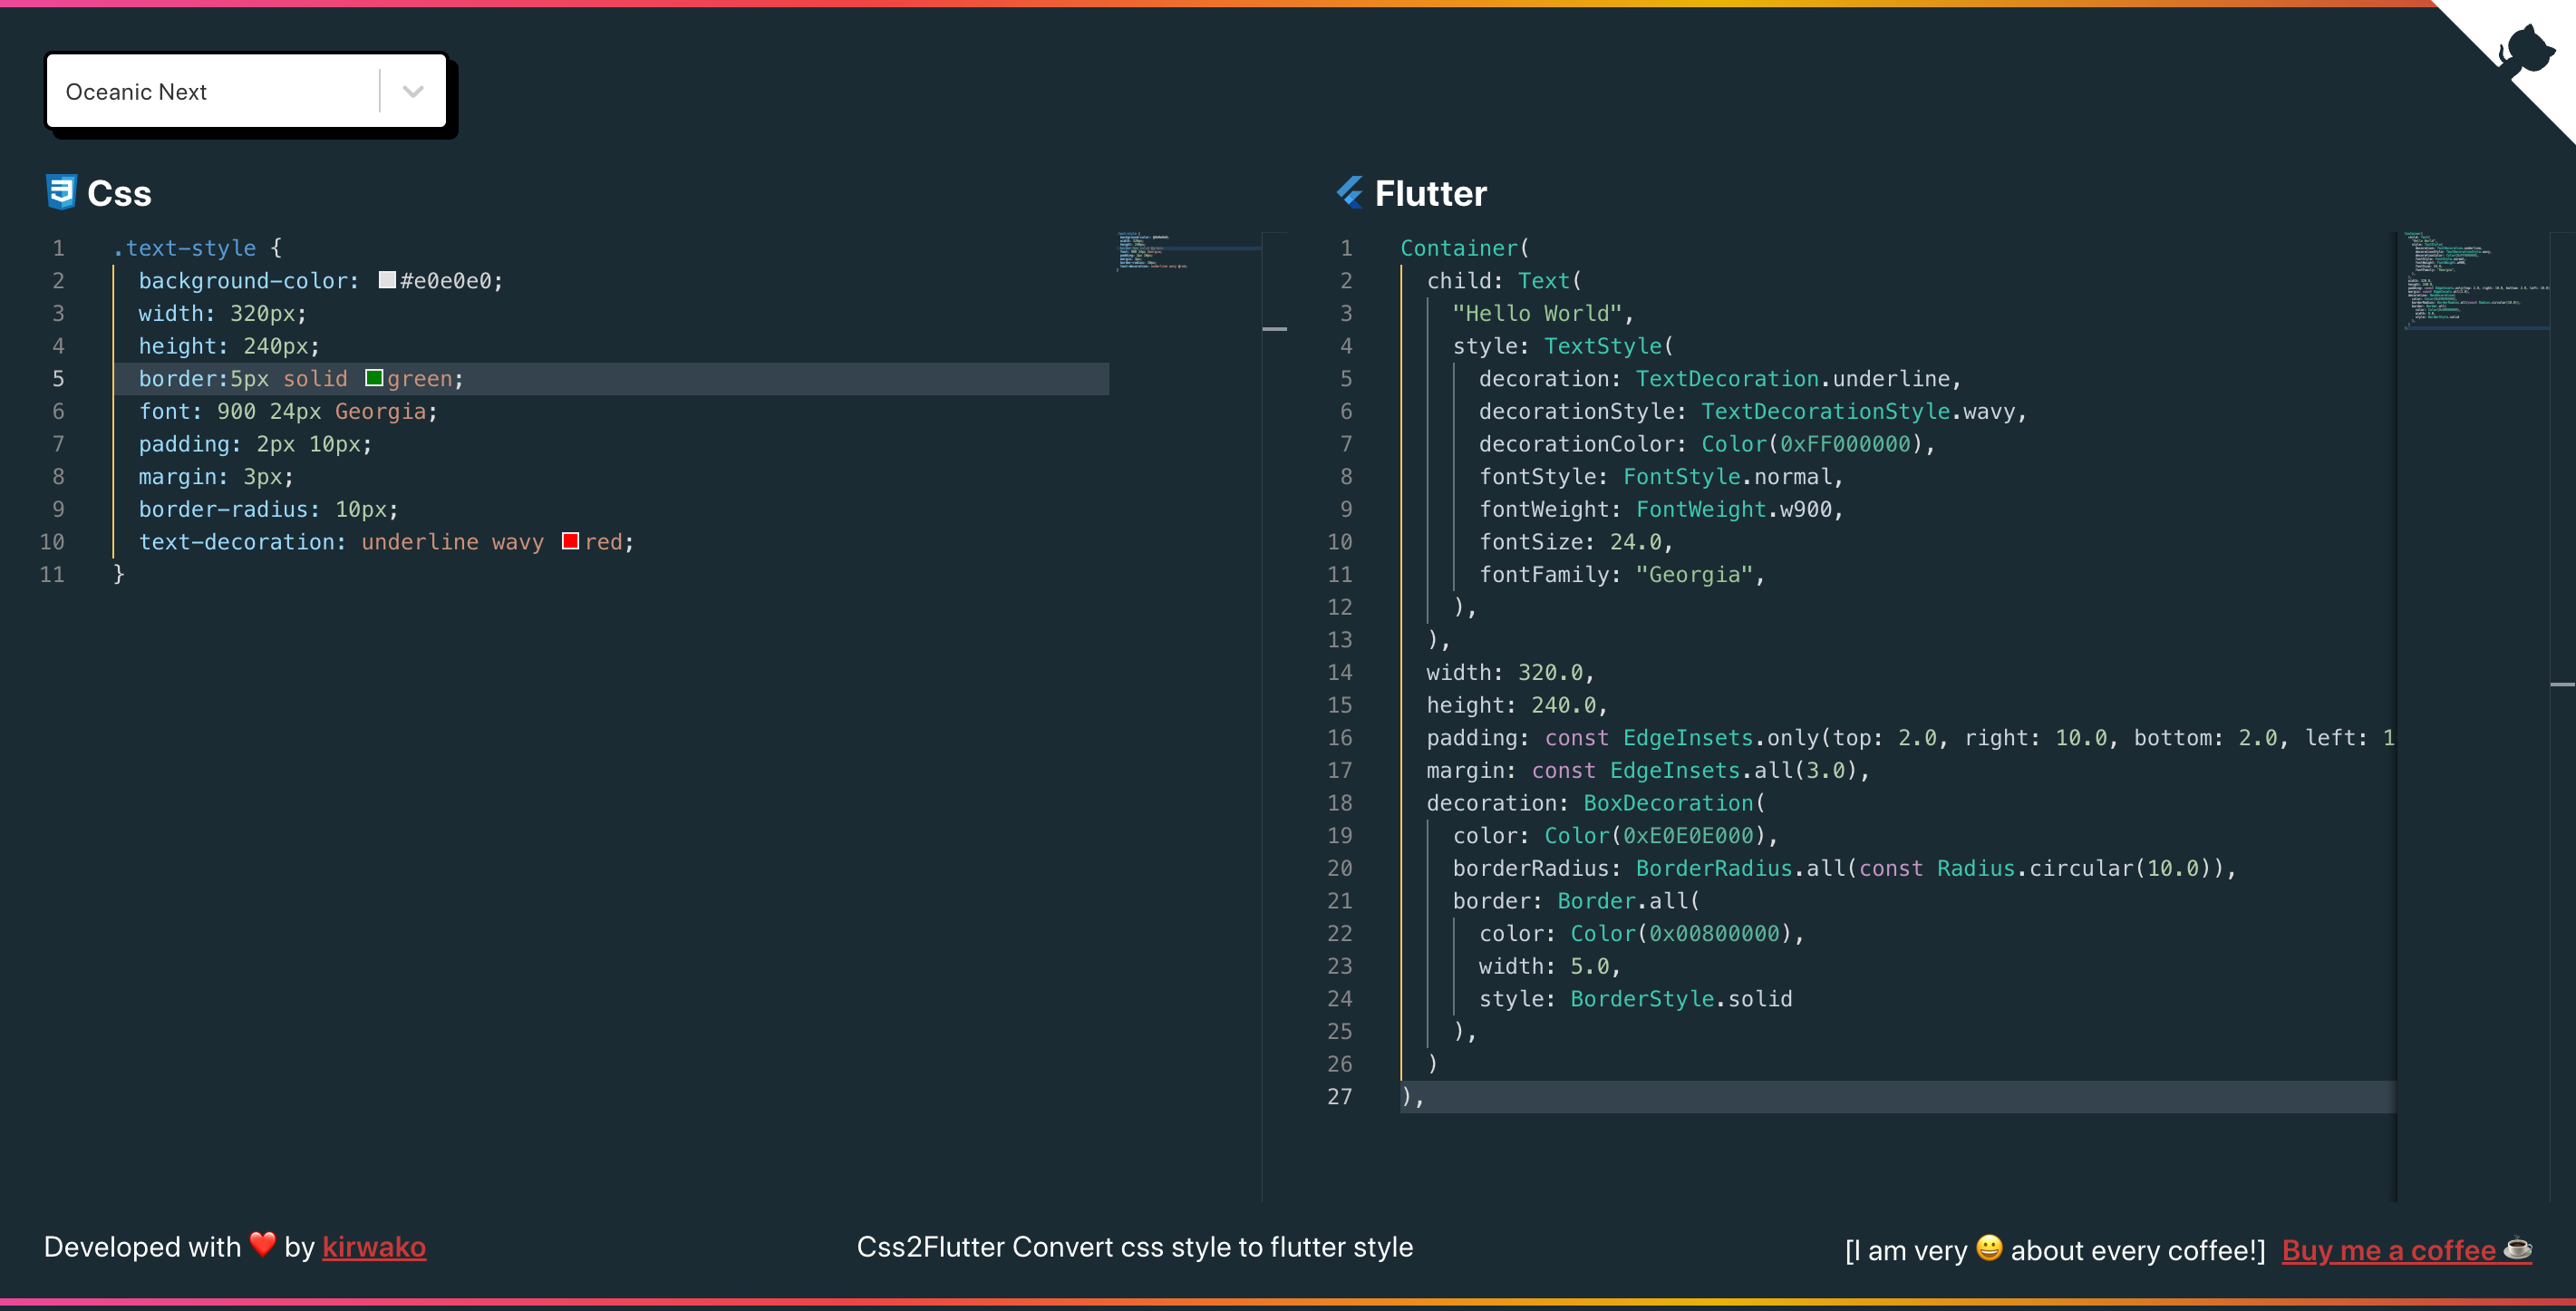 Oceanic Next
Css
1 .text-style {
2 background-color: #e0e0e0;
3 width: 320px;
4 height: 240px;
5 border:5px solid green;
6 font: 900 24px Georgia;
7 padding: 2px 10px;
8 margin: 3px;
9 border-radius: 10px;
10 text-decoration: underline wavy red;
11 }
Flutter
1 Container(
2 child: Text(
3 "Hello World",
4 style: TextStyle(
5 decoration: TextDecoration.underline,
6 decorationStyle: TextDecorationStyle.wavy,
7 decorationColor: Color(0xFF000000),
8 fontStyle: FontStyle.normal,
9 fontWeight: FontWeight.w900,
10 fontSize: 24.0,
11 fontFamily: "Georgia",
12 ),
13 ),
14 width: 320.0,
15 height: 240.0,
16 padding: const EdgeInsets.only(top: 2.0, right: 10.0, bottom: 2.0, left: 1
17 margin: const EdgeInsets.all(3.0),
18 decoration: BoxDecoration(
19 color: Color(0xE0E0E000),
20 borderRadius: BorderRadius.all(const Radius.circular(10.0)),
21 border: Border.all(
22 color: Color(0x00800000),
23 width: 5.0,
24 style: BorderStyle.solid
25 ),
26 )
27 ),
Developed with ❤️ by kirwako
Css2Flutter Convert css style to flutter style
[I am very 😀 about every coffee!] Buy me a coffee ☕